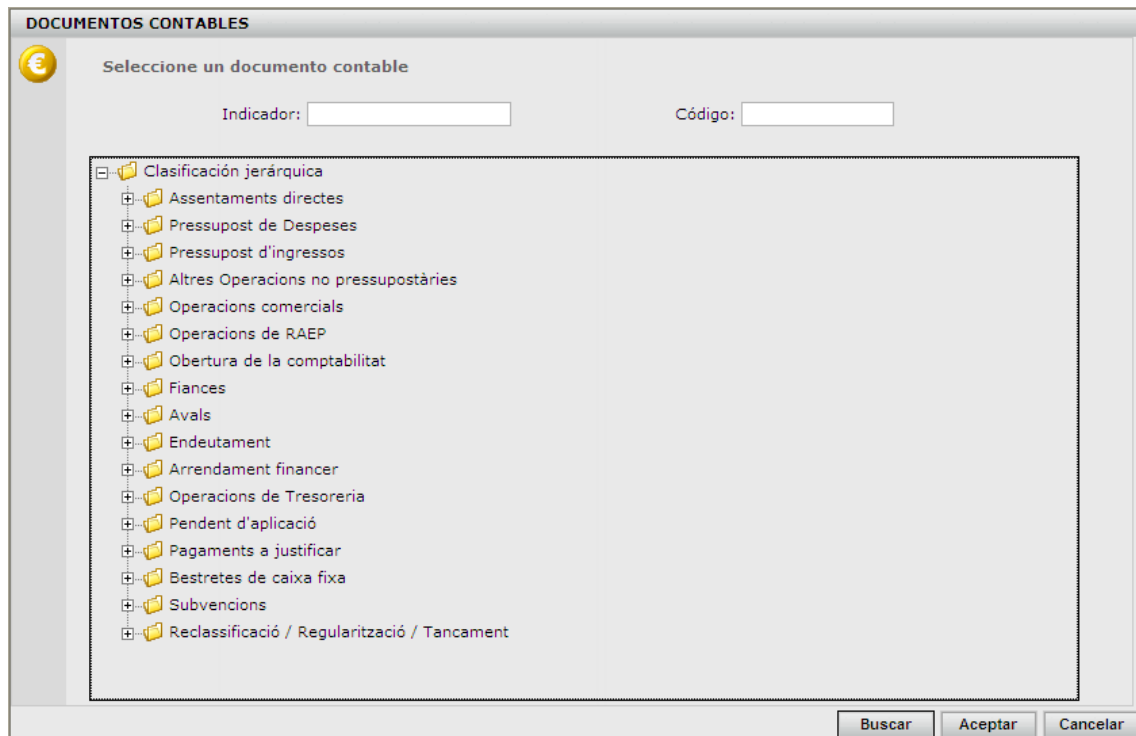 DOCUMENTOS CONTABLES
Seleccione un documento contable
Indicador: Código:
Clasificación jerárquica
Assentaments directes
Pressupost de Despeses
Pressupost d'ingressos
Altres Operacions no pressupostàries
Operacions comercials
Operacions de RAEP
Obertura de la comptabilitat
Fiances
Avals
Endeutament
Arrendament financer
Operacions de Tresoreria
Pendent d'aplicació
Pagaments a justificar
Bestretes de caixa fixa
Subvencions
Reclassificació / Regularització / Tancament
Buscar Aceptar Cancelar